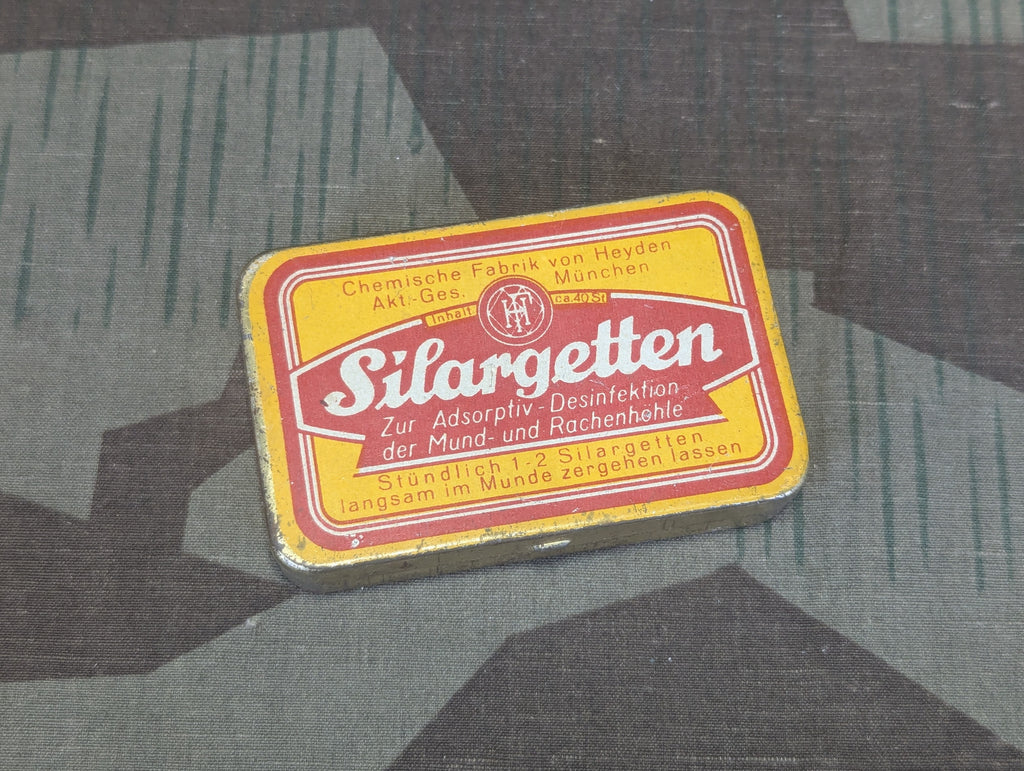 Chemische Fabrik von Heyden
Akt.-Ges. München
Inhalt ca. 40 St
Silargetten
Zur Adsorptiv-Desinfektion
der Mund- und Rachenhöhle
Stündlich 1-2 Silargetten
langsam im Munde zergehen lassen